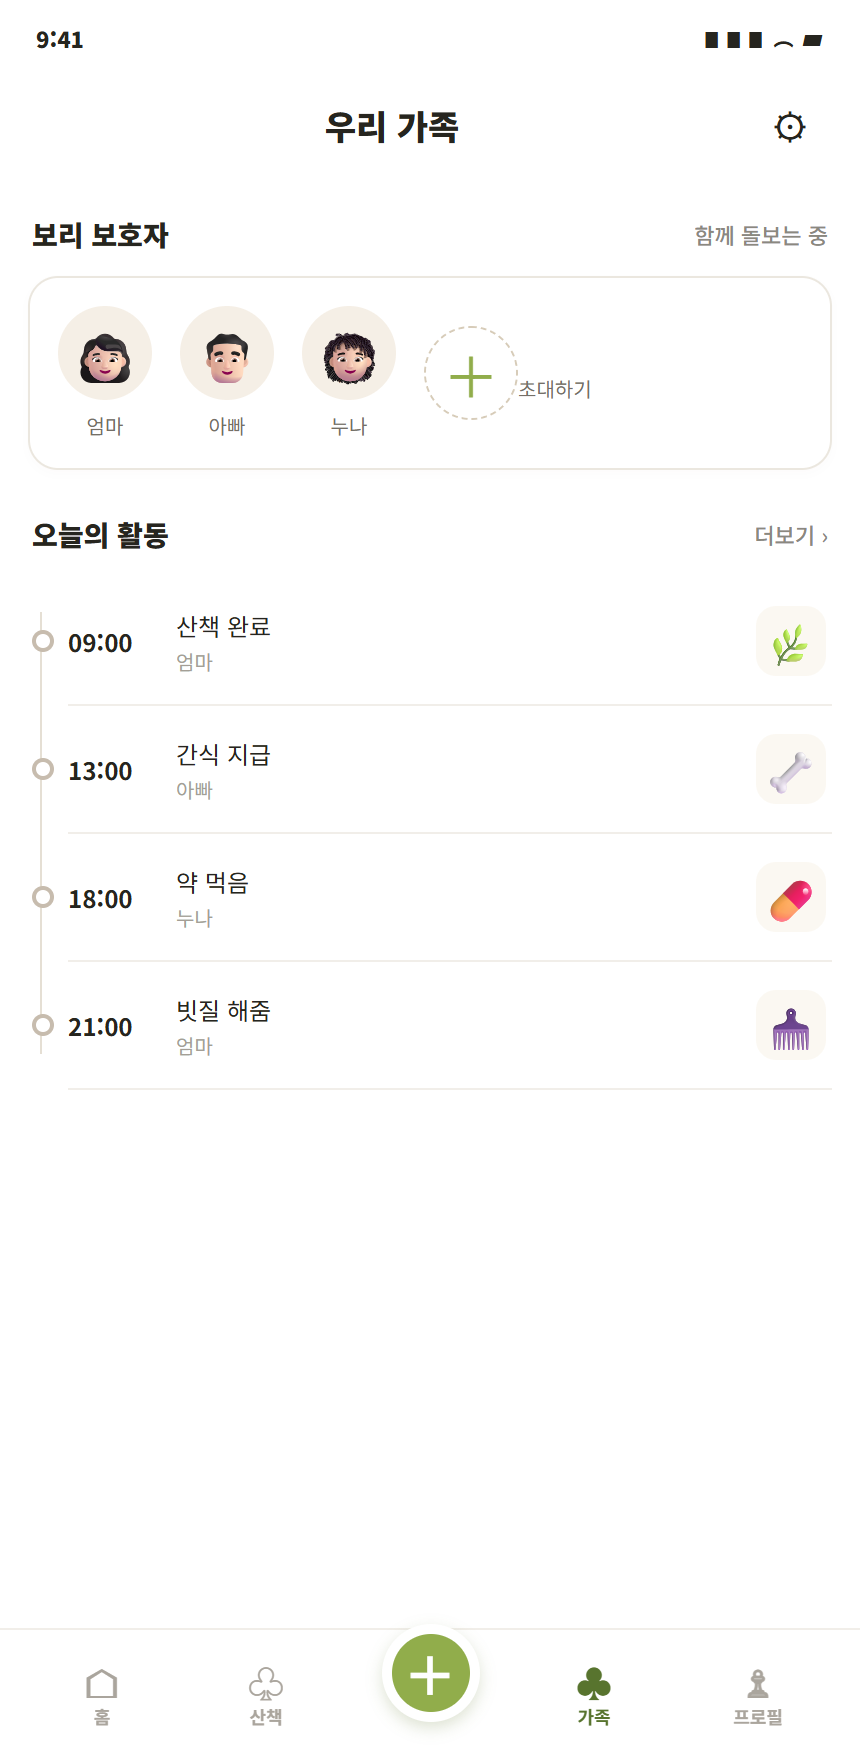 9:41
우리 가족
보리 보호자
함께 돌보는 중
엄마
아빠
누나
초대하기
오늘의 활동
더보기 ›
09:00
산책 완료
엄마
13:00
간식 지급
아빠
18:00
약 먹음
누나
21:00
빗질 해줌
엄마
홈
산책
가족
프로필